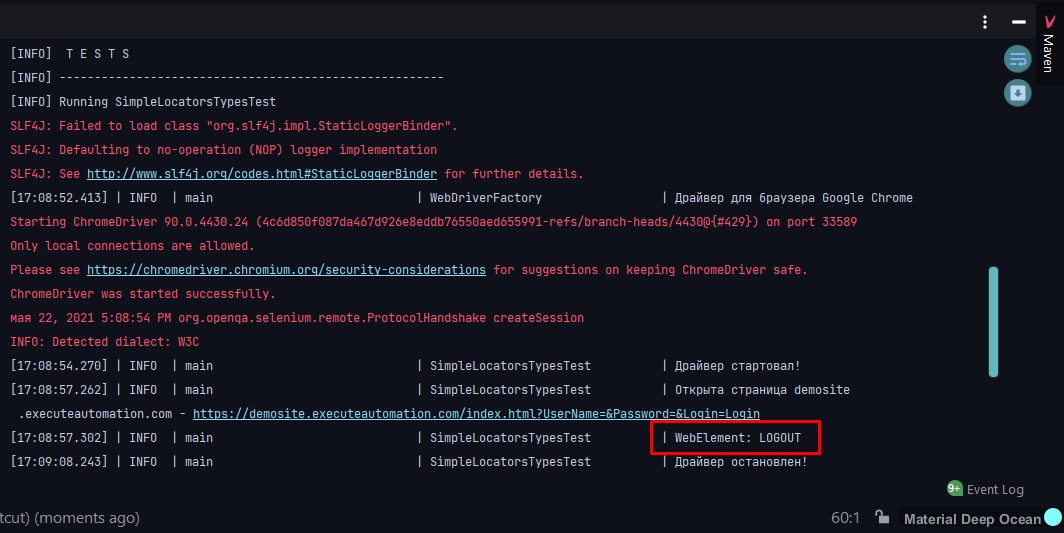 Maven
[INFO]  T E S T S
[INFO] -------------------------------------------------------
[INFO] Running SimpleLocatorsTypesTest
SLF4J: Failed to load class "org.slf4j.impl.StaticLoggerBinder".
SLF4J: Defaulting to no-operation (NOP) logger implementation
SLF4J: See http://www.slf4j.org/codes.html#StaticLoggerBinder for further details.
[17:08:52.413] | INFO  | main | WebDriverFactory | Драйвер для браузера Google Chrome
Starting ChromeDriver 90.0.4430.24 (4c6d850f087da467d926e8eddb76550aed655991-refs/branch-heads/4430@{#429}) on port 33589
Only local connections are allowed.
Please see https://chromedriver.chromium.org/security-considerations for suggestions on keeping ChromeDriver safe.
ChromeDriver was started successfully.
мая 22, 2021 5:08:54 PM org.openqa.selenium.remote.ProtocolHandshake createSession
INFO: Detected dialect: W3C
[17:08:54.270] | INFO  | main | SimpleLocatorsTypesTest | Драйвер стартовал!
[17:08:57.262] | INFO  | main | SimpleLocatorsTypesTest | Открыта страница demosite
.executeautomation.com - https://demosite.executeautomation.com/index.html?UserName=&Password=&Login=Login
[17:08:57.302] | INFO  | main | SimpleLocatorsTypesTest | WebElement: LOGOUT
[17:09:08.243] | INFO  | main | SimpleLocatorsTypesTest | Драйвер остановлен!
9+ Event Log
tcut) (moments ago)
60:1
Material Deep Ocean